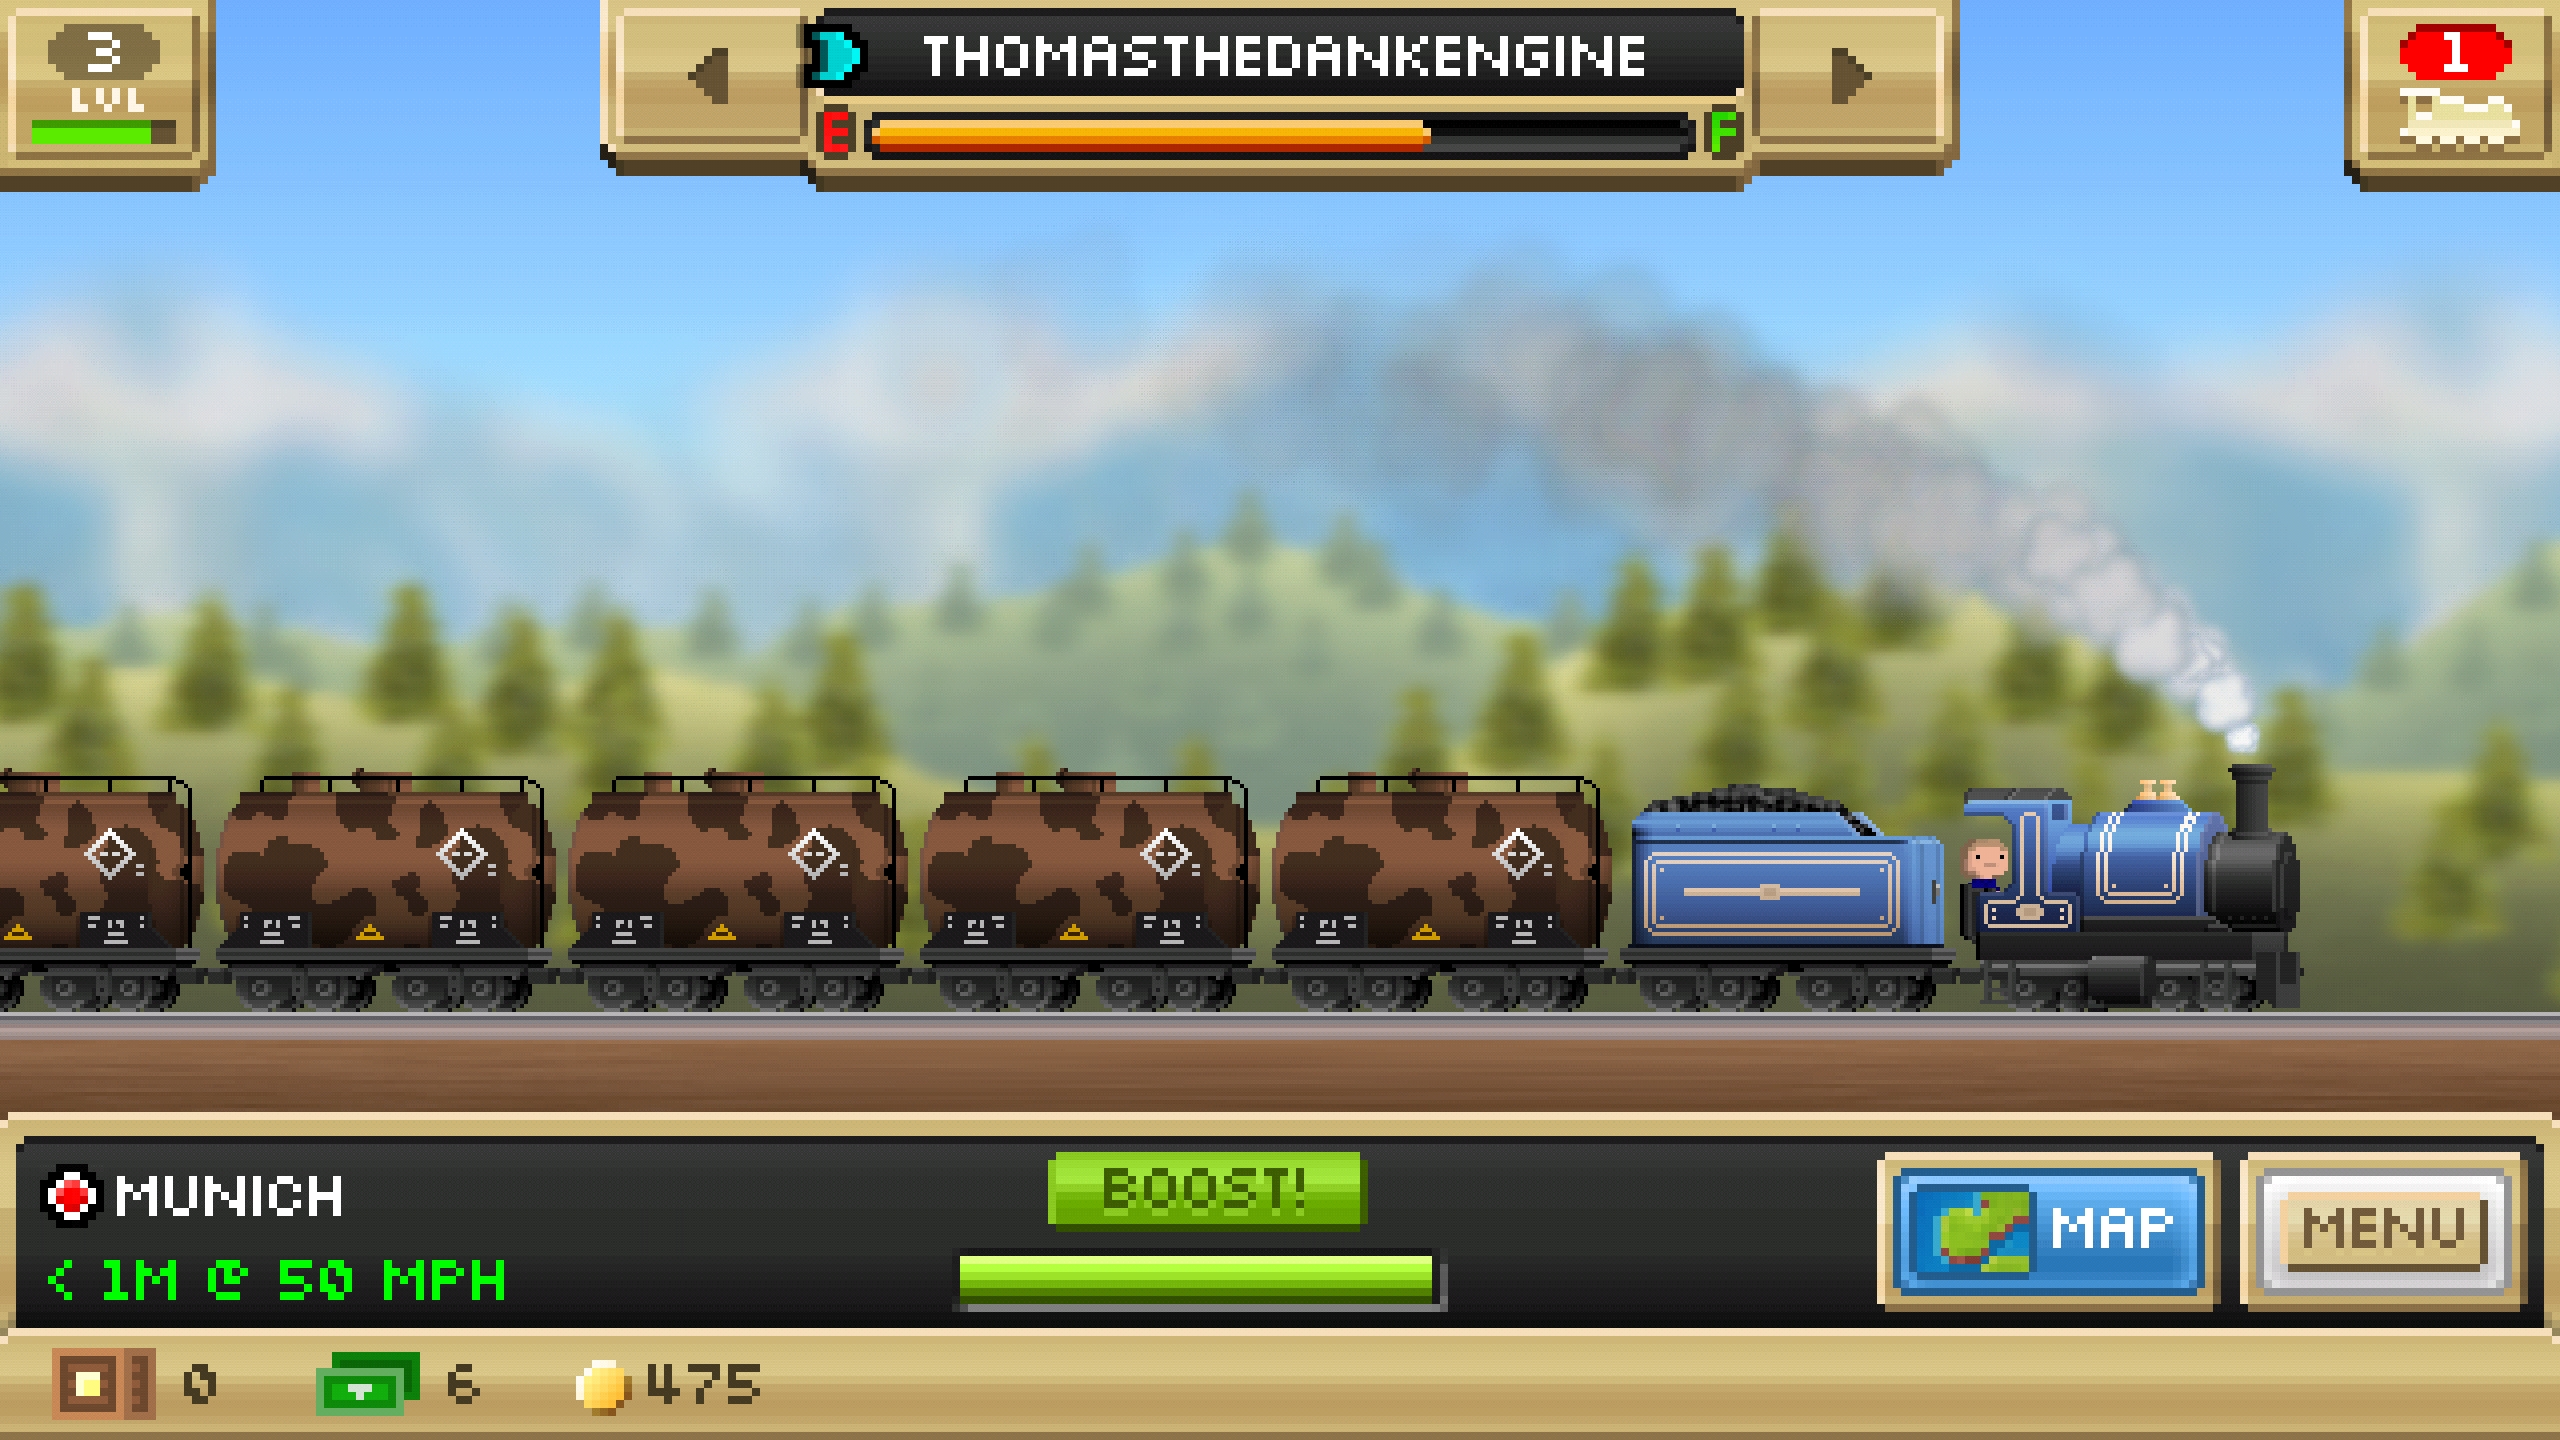 3
LVL
THOMASTHEDANKENGINE
E F
1
MUNICH
< 1M @ 50 MPH
BOOST!
MAP
MENU
0 6 475